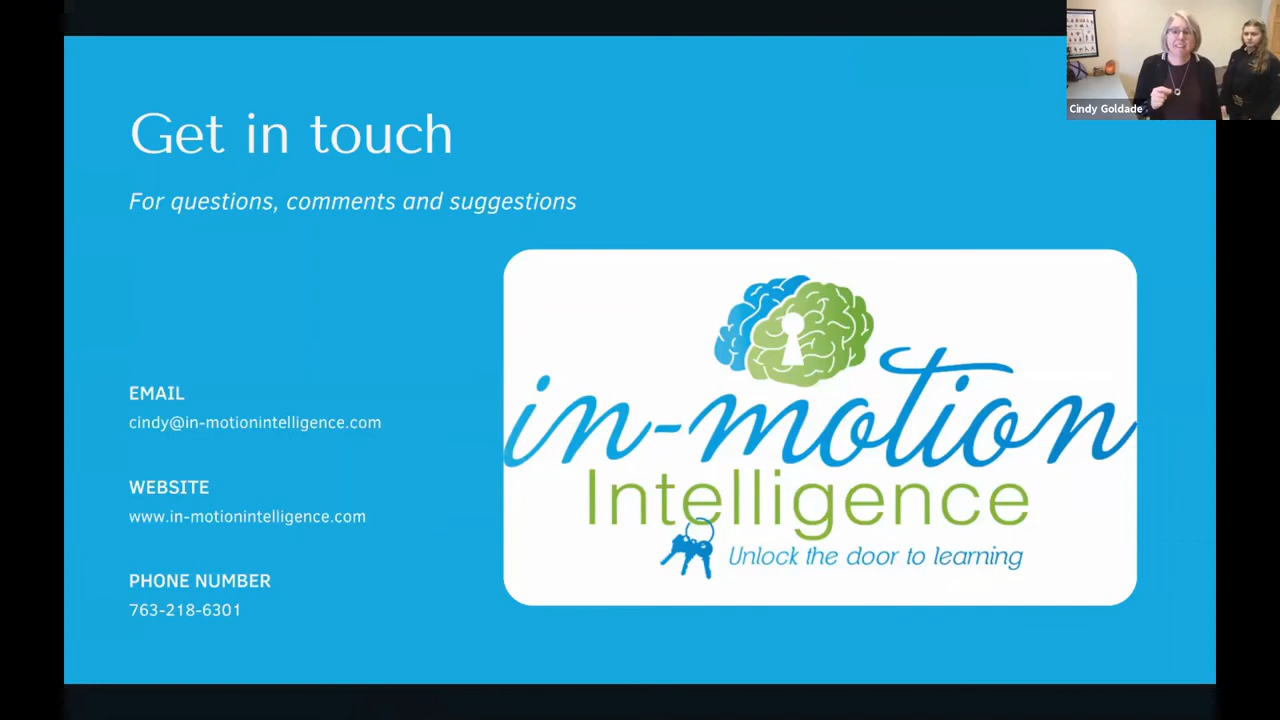 Get in touch
For questions, comments and suggestions
EMAIL
cindy@in-motionintelligence.com
WEBSITE
www.in-motionintelligence.com
PHONE NUMBER
763-218-6301
in-motion
Intelligence
Unlock the door to learning
Cindy Goldade